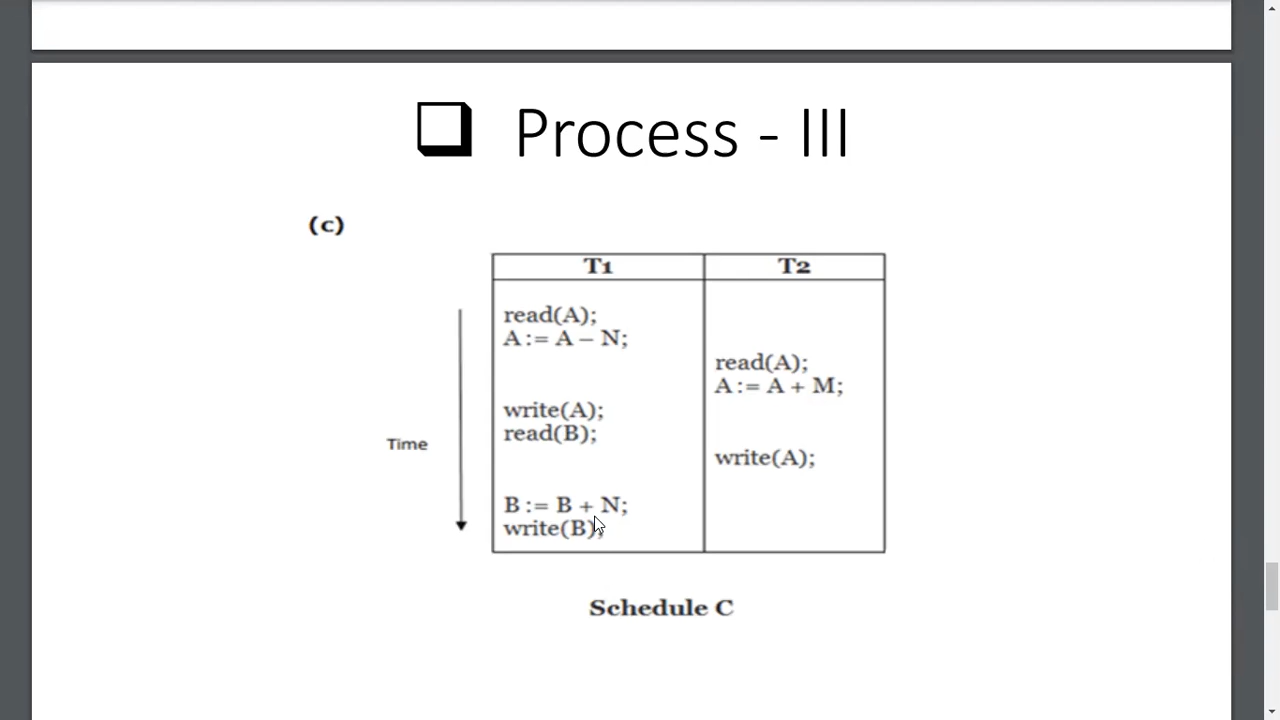 Process - III
(c)
T1 T2
read(A);
A := A – N;
read(A);
A := A + M;
write(A);
read(B);
Time
write(A);
B := B + N;
write(B);
Schedule C